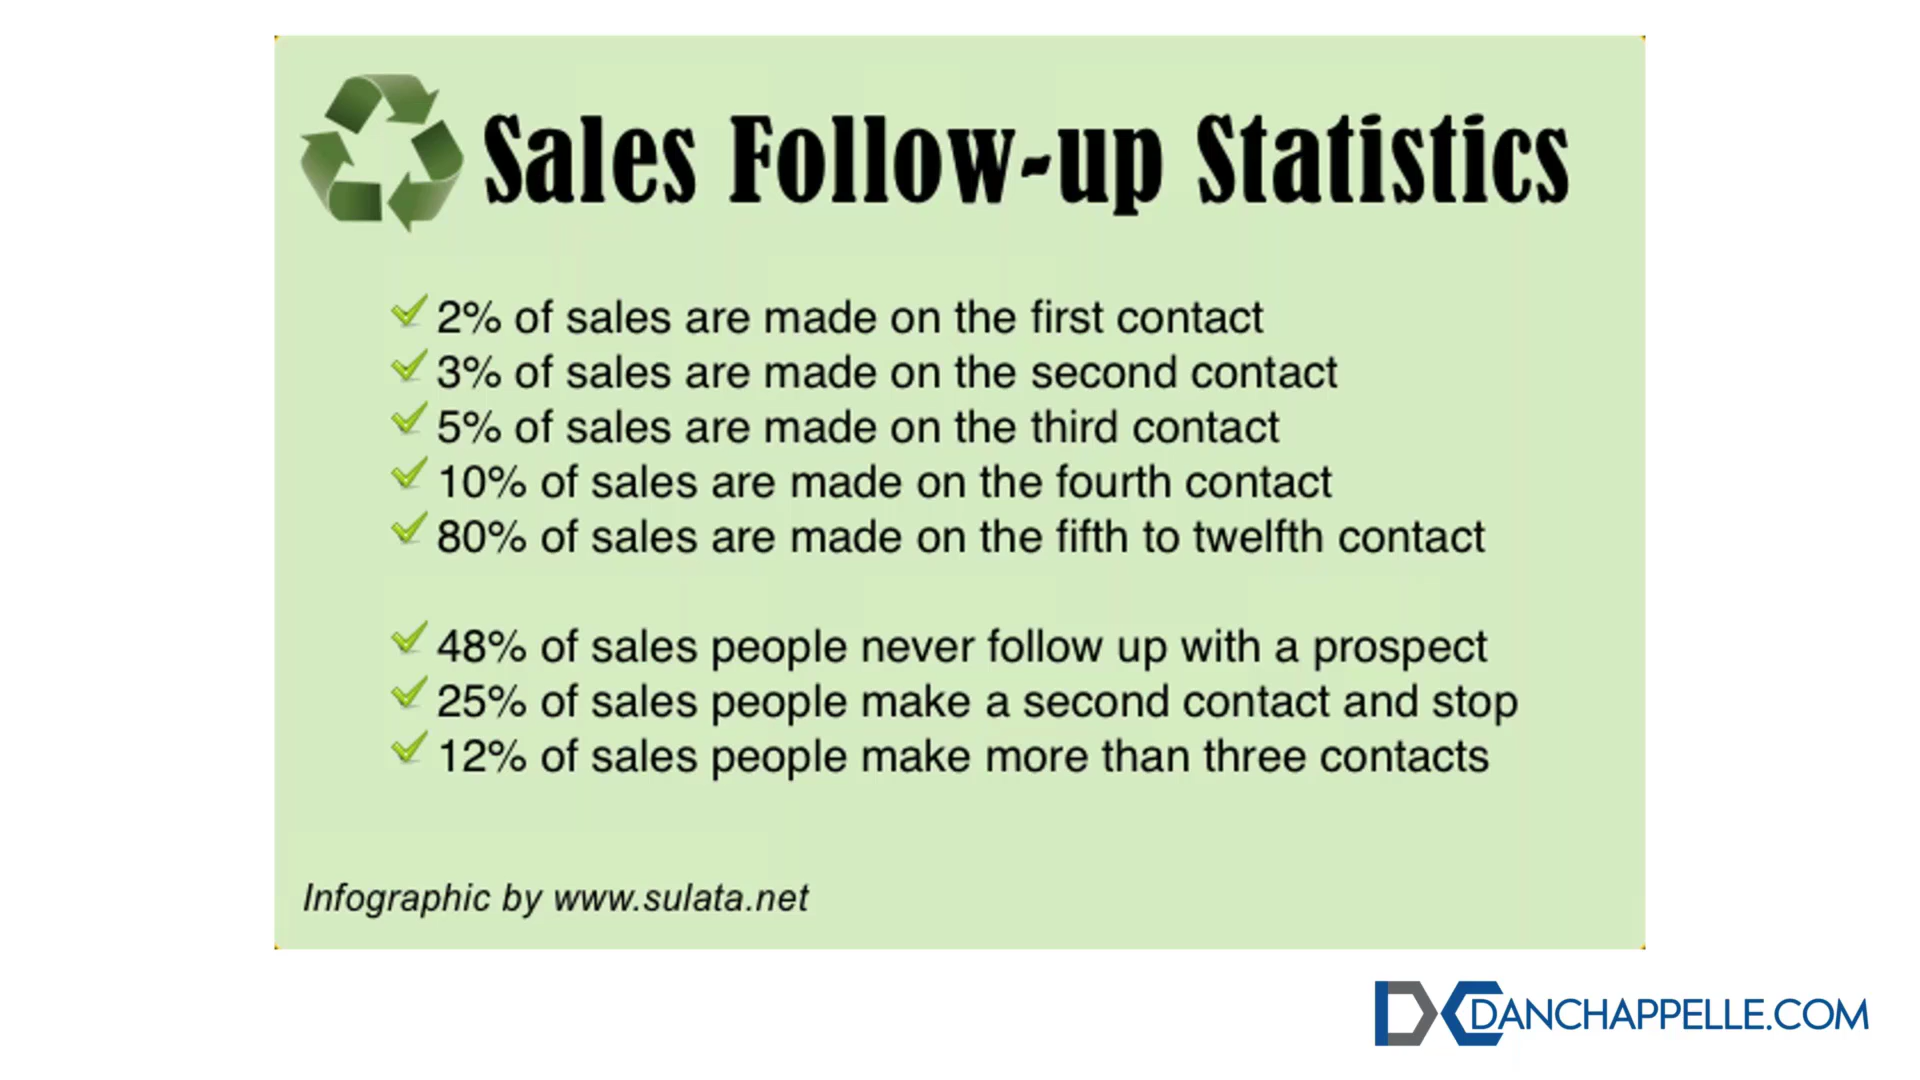 Sales Follow-up Statistics
2% of sales are made on the first contact
3% of sales are made on the second contact
5% of sales are made on the third contact
10% of sales are made on the fourth contact
80% of sales are made on the fifth to twelfth contact
48% of sales people never follow up with a prospect
25% of sales people make a second contact and stop
12% of sales people make more than three contacts
Infographic by www.sulata.net
DC DANCHAPPELLE.COM